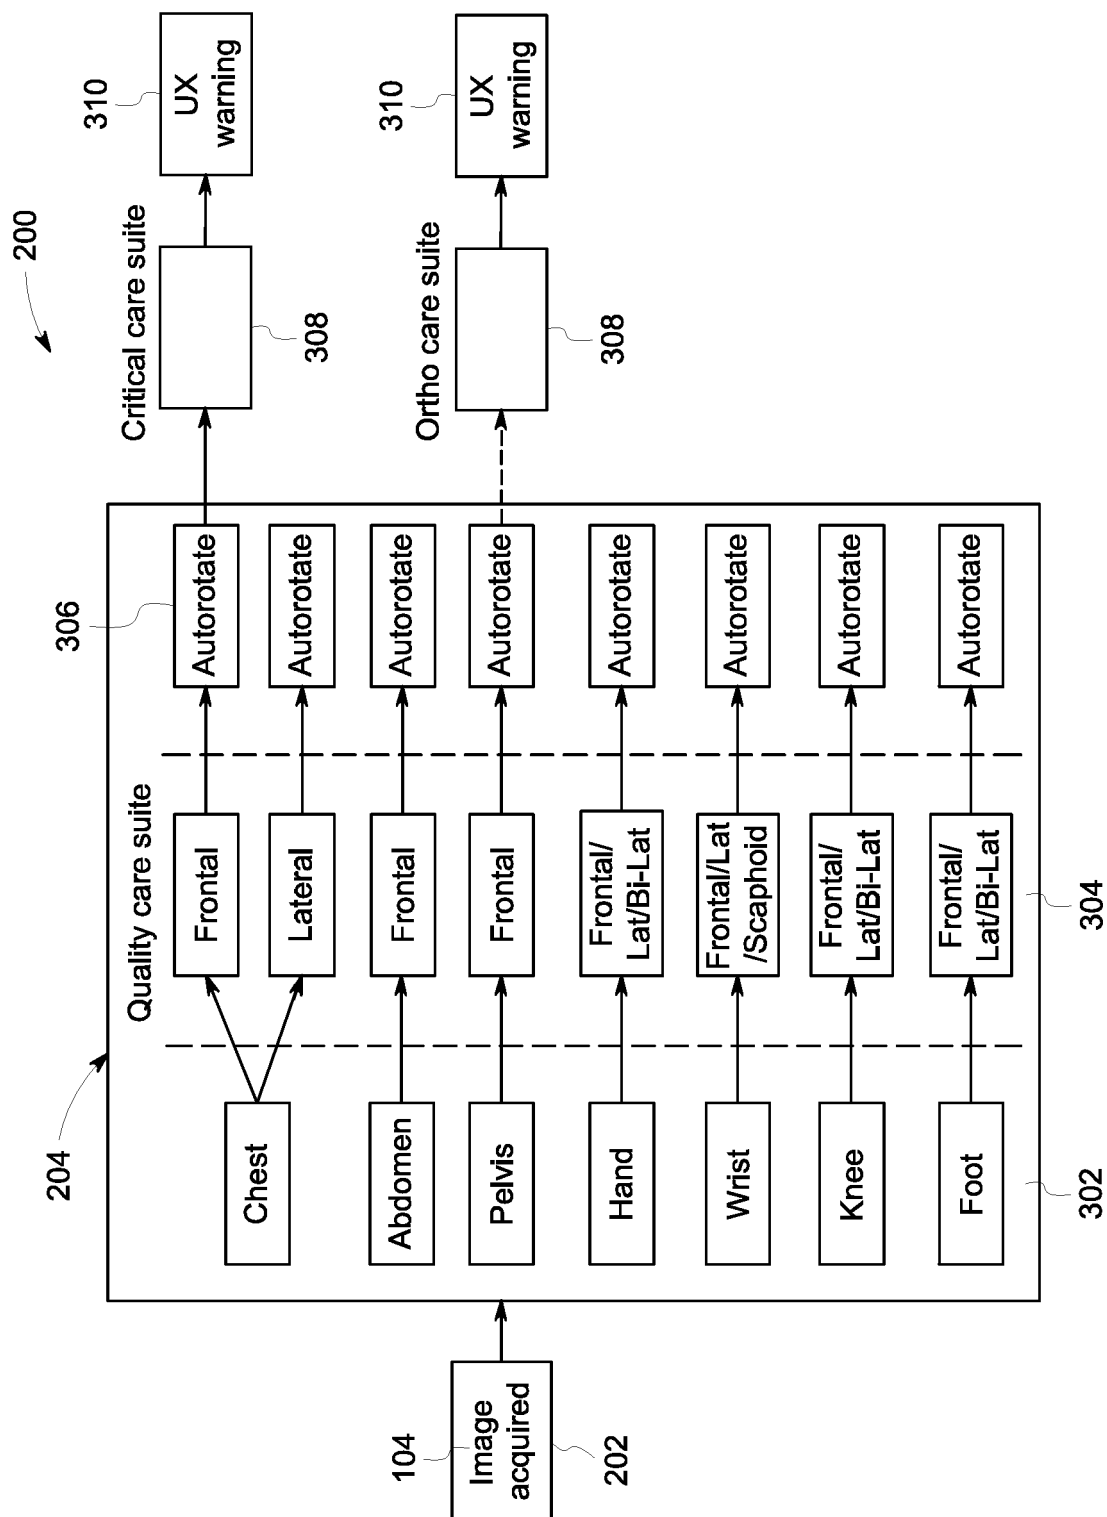 200
204
Quality care suite
Critical care suite
Ortho care suite
104
Image
acquired
202
Chest
Frontal
306
Autorotate
308
UX
warning
310
Lateral
Autorotate
Abdomen
Frontal
Autorotate
Pelvis
Frontal
Autorotate
308
UX
warning
310
Hand
Frontal/
Lat/Bi-Lat
Autorotate
Wrist
Frontal/Lat
/Scaphoid
Autorotate
Knee
Frontal/
Lat/Bi-Lat
Autorotate
Foot
Frontal/
Lat/Bi-Lat
Autorotate
302
304